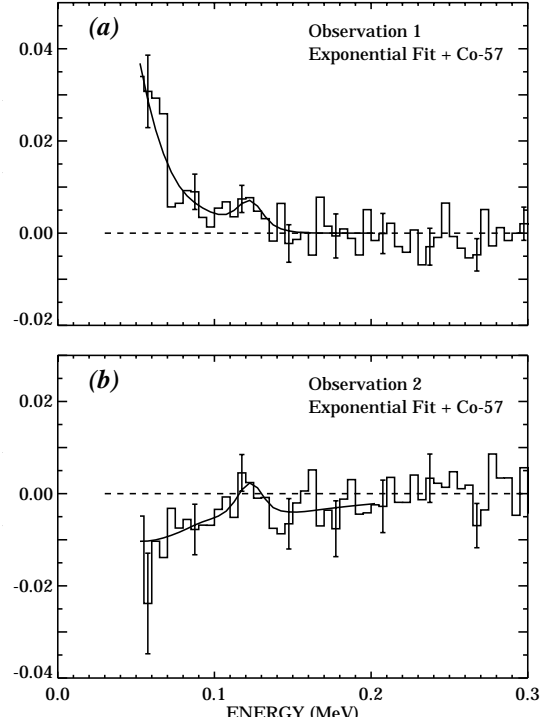 0.04
(a)
Observation 1
Exponential Fit + Co-57
0.02
0.00
-0.02
(b)
Observation 2
Exponential Fit + Co-57
0.02
0.00
-0.02
-0.04
0.0 0.1 0.2 0.3
ENERGY (MeV)